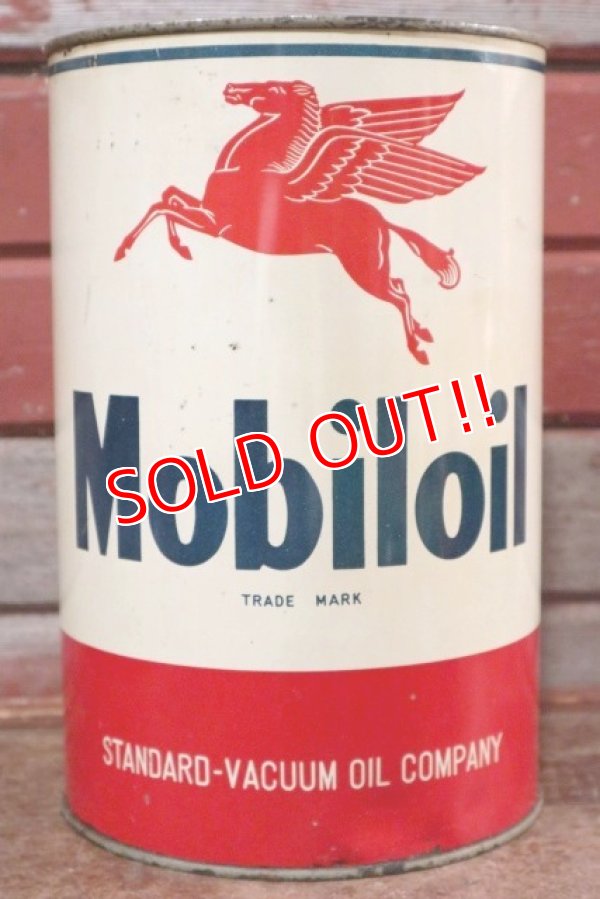 SOLD OUT!!
Mobiloil
TRADE MARK
STANDARD-VACUUM OIL COMPANY